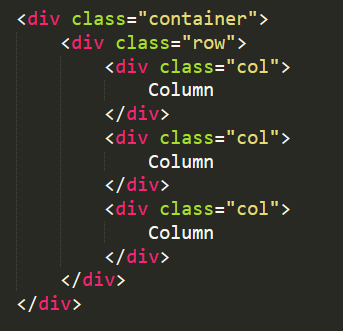 <div class="container">
    <div class="row">
        <div class="col">
            Column
        </div>
        <div class="col">
            Column
        </div>
        <div class="col">
            Column
        </div>
    </div>
</div>